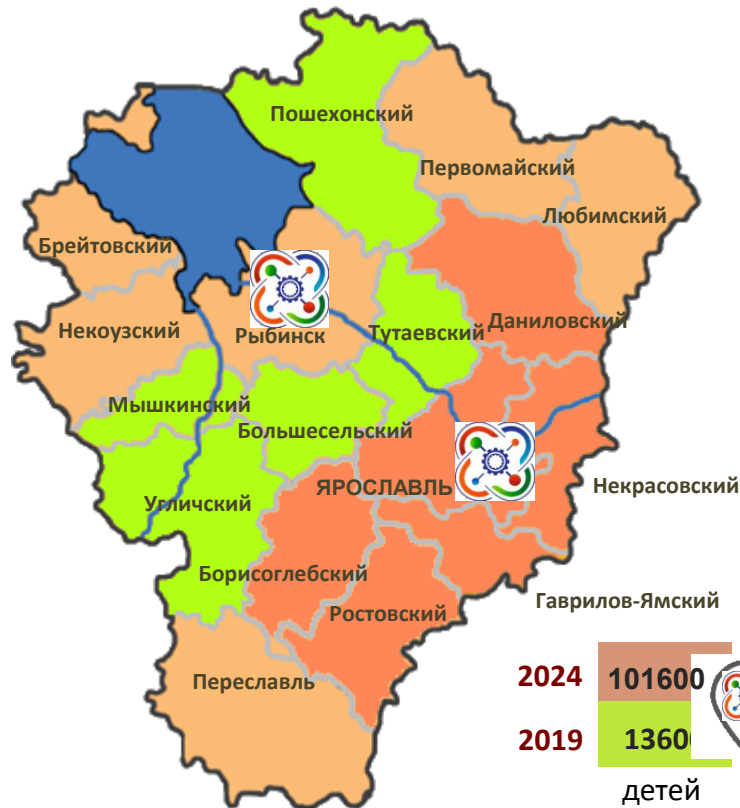 Пошехонский
Первомайский
Любимский
Брейтовский
Некоузский
Рыбинск
Тутаевский
Даниловский
Мышкинский
Большесельский
ЯРОСЛАВЛЬ
Некрасовский
Угличский
Борисоглебский
Ростовский
Гаврилов-Ямский
Переславль
2024 101600
2019
детей